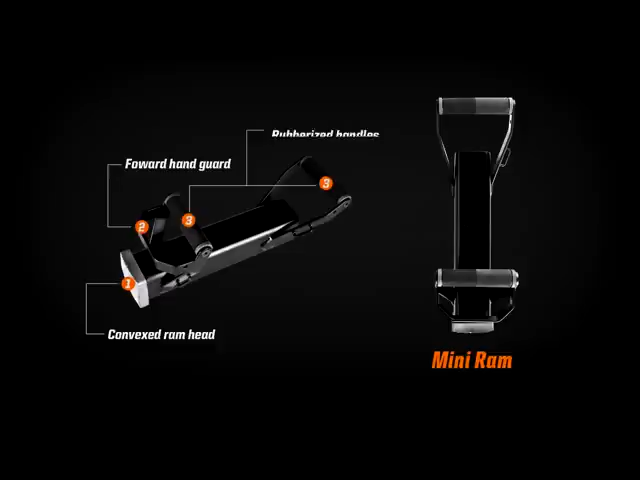 Rubberized handles
Foward hand guard
3
2
3
1
Convexed ram head
Mini Ram